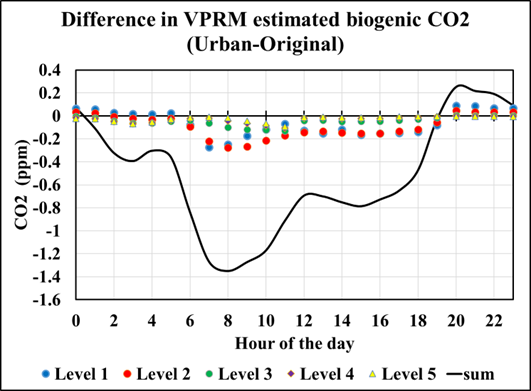 Difference in VPRM estimated biogenic CO2
(Urban-Original)
CO2 (ppm)
0.4
0.2
0
-0.2
-0.4
-0.6
-0.8
-1
-1.2
-1.4
-1.6
0 2 4 6 8 10 12 14 16 18 20 22
Hour of the day
Level 1 Level 2 Level 3 Level 4 Level 5 sum